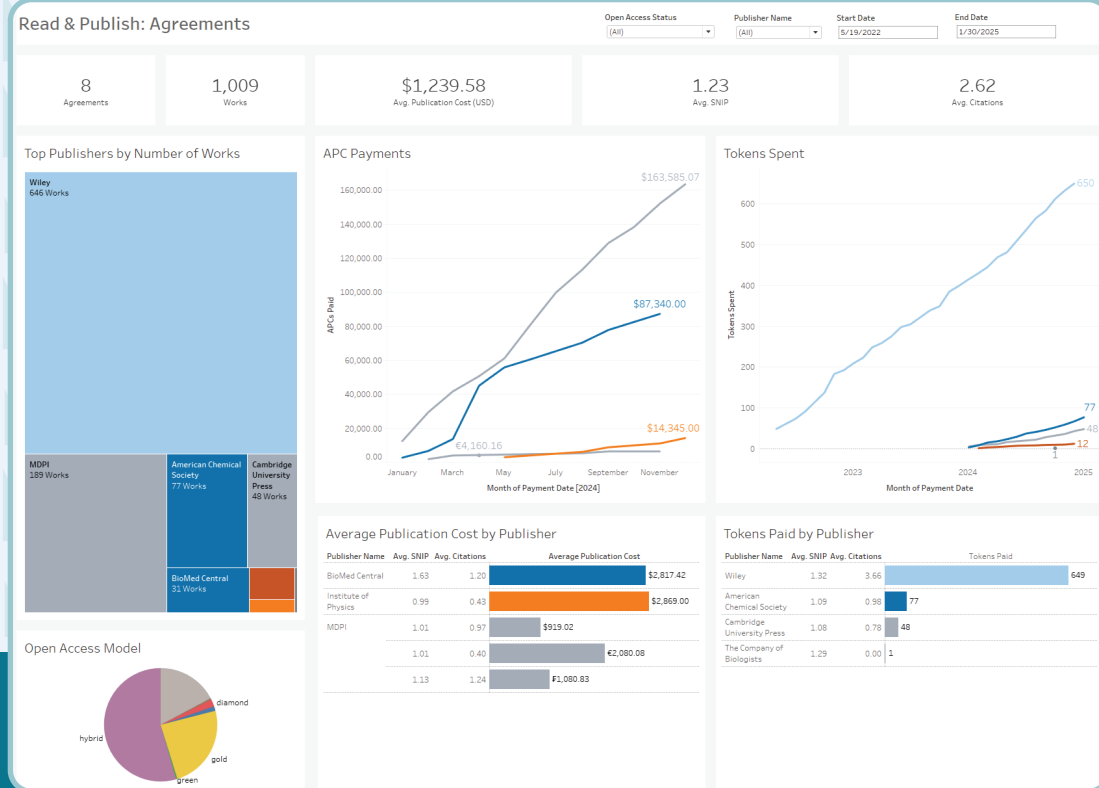 Read & Publish: Agreements
Open Access Status
(All)
Publisher Name
(All)
Start Date
5/19/2022
End Date
1/30/2025
8
Agreements
1,009
Works
$1,239.58
Avg. Publication Cost (USD)
1.23
Avg. SNIP
2.62
Avg. Citations
Top Publishers by Number of Works
Wiley
646 Works
MDPI
189 Works
American Chemical
Society
77 Works
Cambridge
University
Press
48 Works
BioMed Central
31 Works
Open Access Model
diamond
gold
green
hybrid
APC Payments
APCs Paid
160,000.00
140,000.00
120,000.00
100,000.00
80,000.00
60,000.00
40,000.00
20,000.00
0.00
$163,585.07
$87,340.00
$14,345.00
€4,160.16
January March May July September November
Month of Payment Date [2024]
Tokens Spent
Tokens Spent
600
500
400
300
200
100
0
650
77
48
12
1
2023 2024 2025
Month of Payment Date
Average Publication Cost by Publisher
Publisher Name Avg. SNIP Avg. Citations Average Publication Cost
BioMed Central 1.63 1.20 $2,817.42
Institute of
Physics 0.99 0.43 $2,869.00
MDPI 1.01 0.97 $919.02
1.01 0.40 €2,080.08
1.13 1.24 ₣1,080.83
Tokens Paid by Publisher
Publisher Name Avg. SNIP Avg. Citations Tokens Paid
Wiley 1.32 3.66 649
American
Chemical Society 1.09 0.98 77
Cambridge
University Press 1.08 0.78 48
The Company of
Biologists 1.29 0.00 1